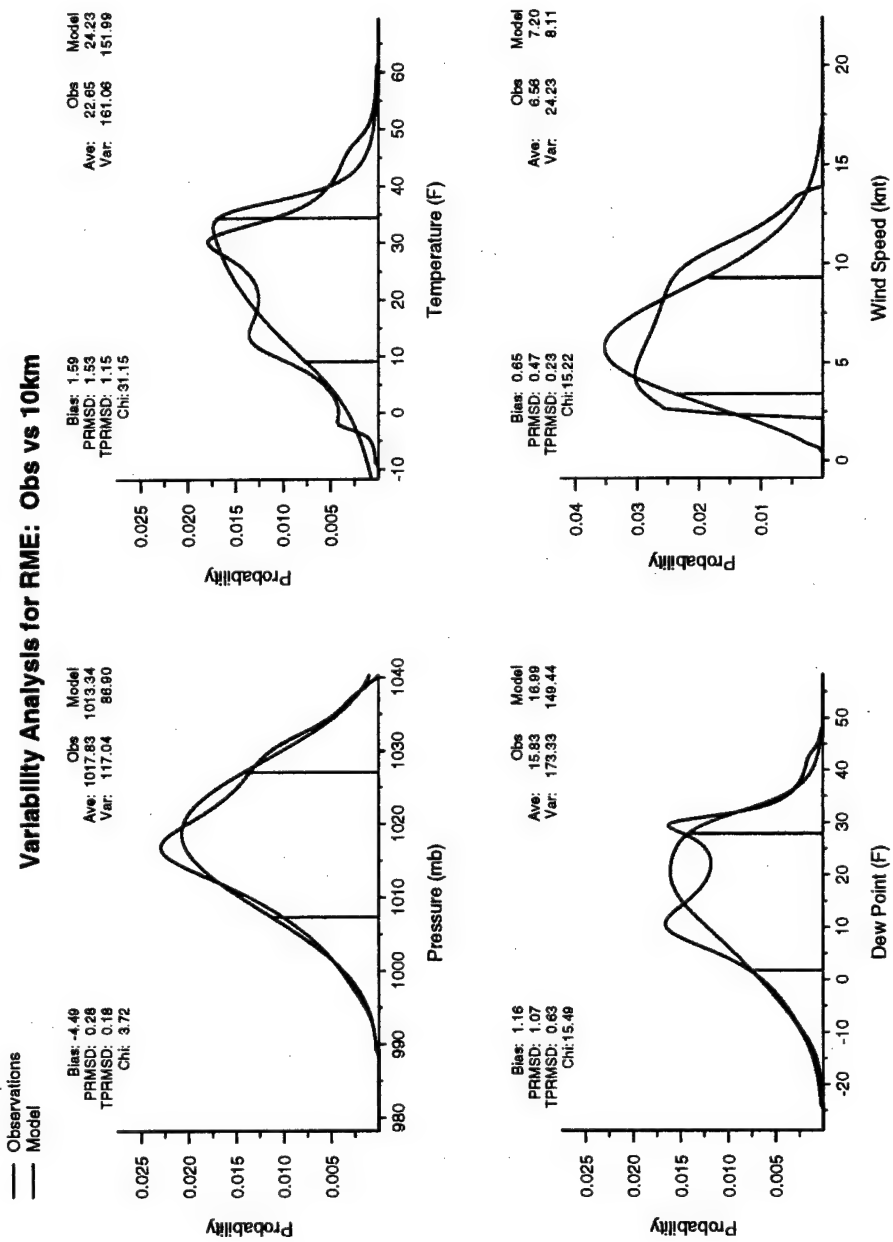 Observations
Model
Variability Analysis for RME: Obs vs 10km
Bias: -4.49
PRMSD: 0.28
TPRMSD: 0.18
Chi: 3.72
Obs Model
Ave: 1017.83 1013.34
Var: 117.04 86.90
Probability
0.025
0.020
0.015
0.010
0.005
980 990 1000 1010 1020 1030 1040
Pressure (mb)
Bias: 1.59
PRMSD: 1.53
TPRMSD: 1.15
Chi: 31.15
Obs Model
Ave: 22.65 24.23
Var: 161.06 151.99
Probability
0.025
0.020
0.015
0.010
0.005
-10 0 10 20 30 40 50 60
Temperature (F)
Bias: 1.16
PRMSD: 1.07
TPRMSD: 0.63
Chi: 15.49
Obs Model
Ave: 15.83 16.99
Var: 173.33 149.44
Probability
0.025
0.020
0.015
0.010
0.005
-20 -10 0 10 20 30 40 50
Dew Point (F)
Bias: 0.65
PRMSD: 0.47
TPRMSD: 0.23
Chi: 15.22
Obs Model
Ave: 6.56 7.20
Var: 24.23 8.11
Probability
0.04
0.03
0.02
0.01
0 5 10 15 20
Wind Speed (knt)